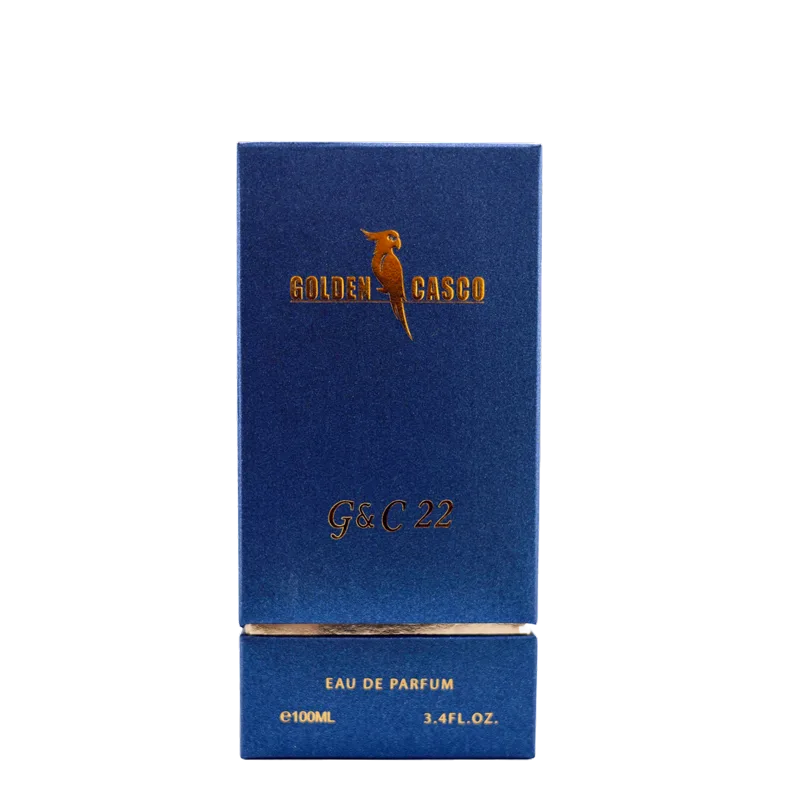 GOLDEN CASCO
G&C 22
EAU DE PARFUM
℮100ML 3.4FL.OZ.